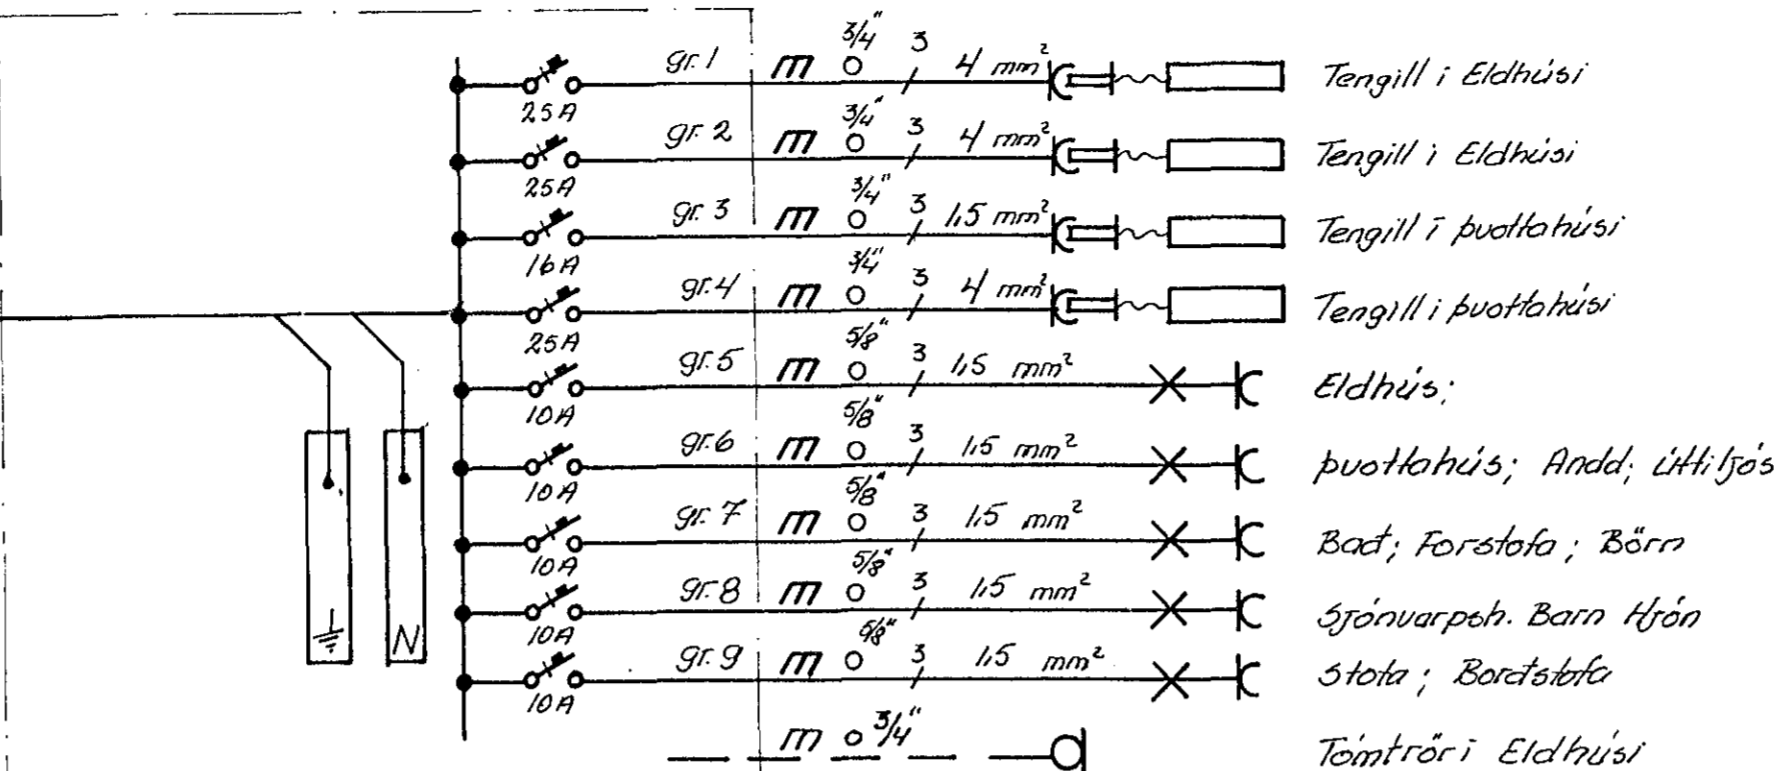 gr. 1 m 3/4" 3 4 mm² Tengill í Eldhúsi
25A
gr. 2 m 3/4" 3 4 mm² Tengill í Eldhúsi
25A
gr. 3 m 3/4" 3 1,5 mm² Tengill í þvottahúsi
16A
gr. 4 m 3/4" 3 4 mm² Tengill í þvottahúsi
25A
gr. 5 m 5/8" 3 1,5 mm² Eldhús;
10A
gr. 6 m 5/8" 3 1,5 mm² þvottahús; Andd; útiljós
10A
gr. 7 m 5/8" 3 1,5 mm² Bað; Forstofa; Börn
10A
gr. 8 m 5/8" 3 1,5 mm² Sjónvarpsh. Barn Hjón
10A
N
gr. 9 m 5/8" 3 1,5 mm² Stofa; Borðstofa
10A
m 3/4" Tómtrör í Eldhúsi